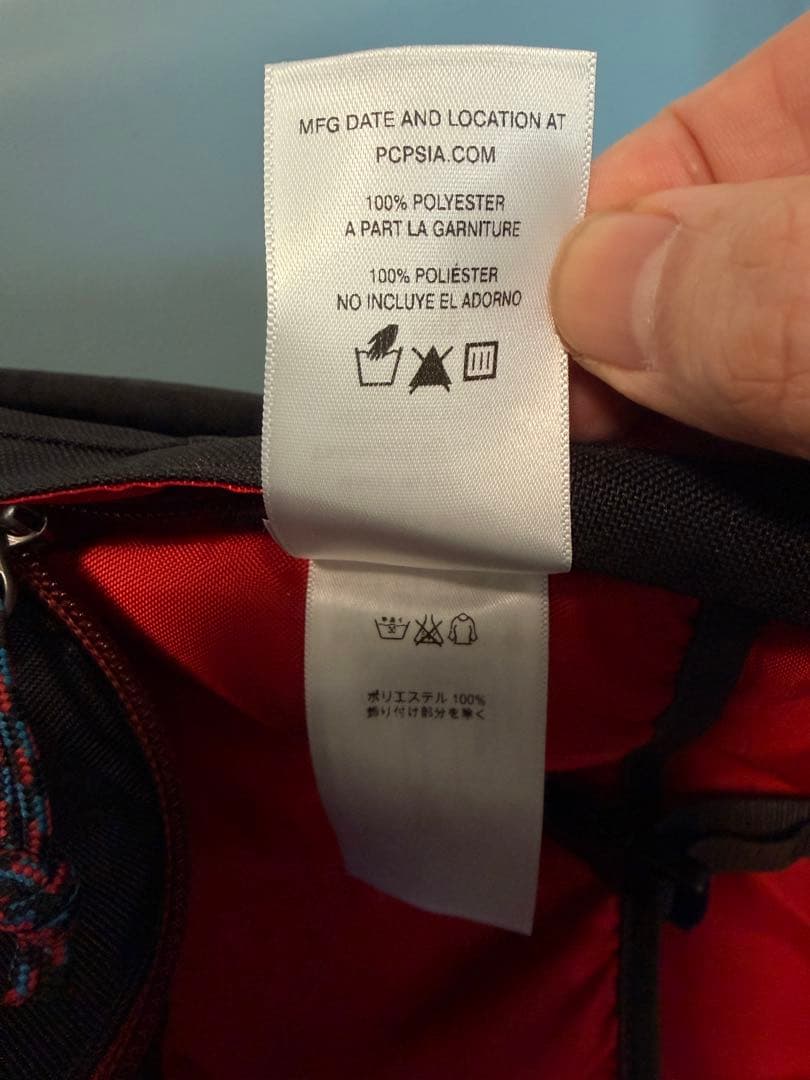 MFG DATE AND LOCATION AT
PCPSIA.COM
100% POLYESTER
A PART LA GARNITURE
100% POLIÉSTER
NO INCLUYE EL ADORNO
ポリエステル 100%
飾り付け部分を除く